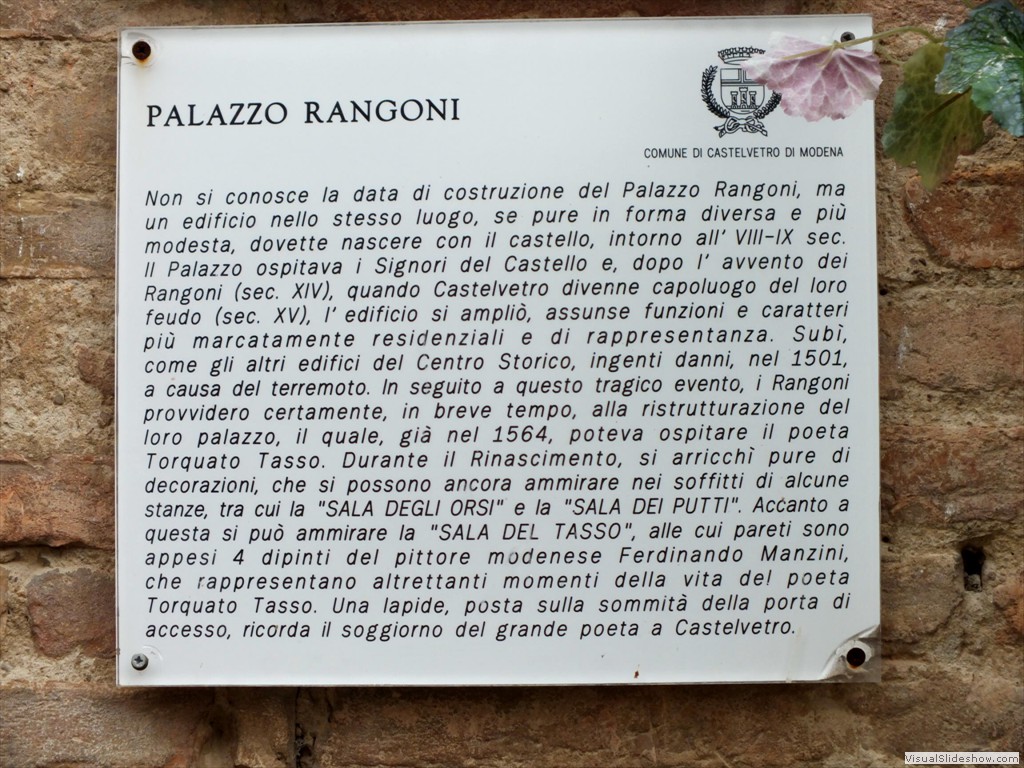 PALAZZO RANGONI
COMUNE DI CASTELVETRO DI MODENA
Non si conosce la data di costruzione del Palazzo Rangoni, ma
un edificio nello stesso luogo, se pure in forma diversa e più
modesta, dovette nascere con il castello, intorno all' VIII-IX sec.
Il Palazzo ospitava i Signori del Castello e, dopo l' avvento dei
Rangoni (sec. XIV), quando Castelvetro divenne capoluogo del loro
feudo (sec. XV), l' edificio si ampliò, assunse funzioni e caratteri
più marcatamente residenziali e di rappresentanza. Subì,
come gli altri edifici del Centro Storico, ingenti danni, nel 1501,
a causa del terremoto. In seguito a questo tragico evento, i Rangoni
provvidero certamente, in breve tempo, alla ristrutturazione del
loro palazzo, il quale, già nel 1564, poteva ospitare il poeta
Torquato Tasso. Durante il Rinascimento, si arricchì pure di
decorazioni, che si possono ancora ammirare nei soffitti di alcune
stanze, tra cui la "SALA DEGLI ORSI" e la "SALA DEI PUTTI". Accanto a
questa si può ammirare la "SALA DEL TASSO", alle cui pareti sono
appesi 4 dipinti del pittore modenese Ferdinando Manzini,
che rappresentano altrettanti momenti della vita del poeta
Torquato Tasso. Una lapide, posta sulla sommità della porta di
accesso, ricorda il soggiorno del grande poeta a Castelvetro.
VisualSlideshow.com